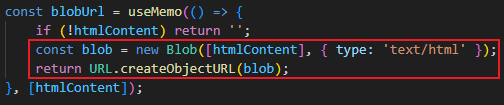 const blobUrl = useMemo(() => {
if (!htmlContent) return '';
const blob = new Blob([htmlContent], { type: 'text/html' });
return URL.createObjectURL(blob);
}, [htmlContent]);